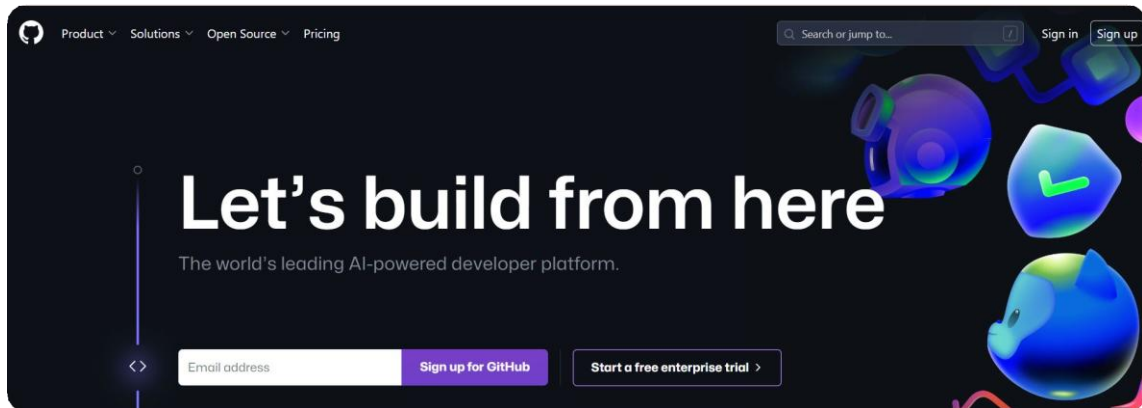 Product Solutions Open Source Pricing Search or jump to... / Sign in Sign up
Let's build from here
The world's leading AI-powered developer platform.
<> Email address Sign up for GitHub Start a free enterprise trial >